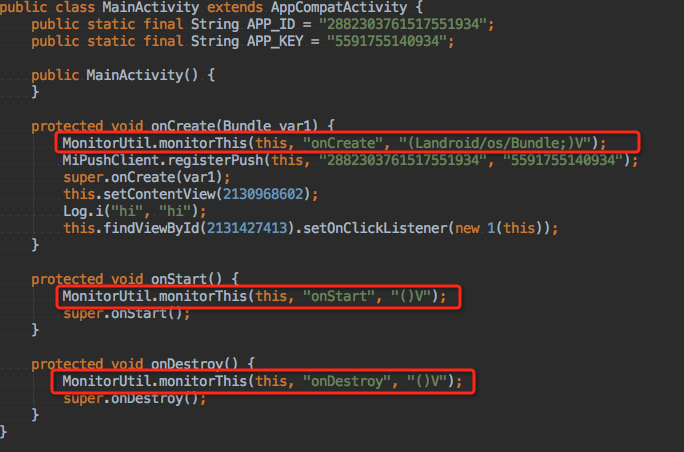 public class MainActivity extends AppCompatActivity {
    public static final String APP_ID = "2882303761517551934";
    public static final String APP_KEY = "5591755140934";
    public MainActivity() {
    }
    protected void onCreate(Bundle var1) {
        MonitorUtil.monitorThis(this, "onCreate", "(Landroid/os/Bundle;)V");
        MiPushClient.registerPush(this, "2882303761517551934", "5591755140934");
        super.onCreate(var1);
        this.setContentView(2130968602);
        Log.i("hi", "hi");
        this.findViewById(2131427413).setOnClickListener(new 1(this));
    }
    protected void onStart() {
        MonitorUtil.monitorThis(this, "onStart", "()V");
        super.onStart();
    }
    protected void onDestroy() {
        MonitorUtil.monitorThis(this, "onDestroy", "()V");
        super.onDestroy();
    }
}